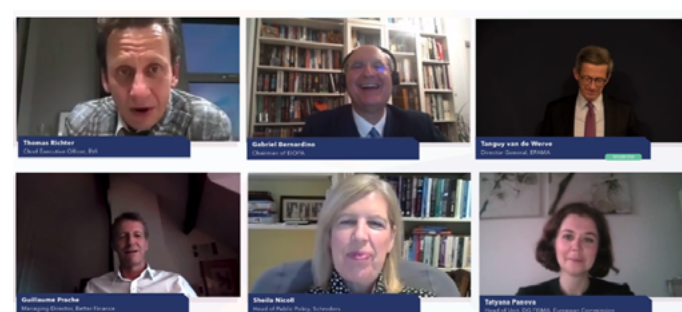 Thomas Richter
Chief Executive Officer, BVI
Gabriel Bernardino
Chairman of EIOPA
Tanguy van de Werve
Director General, EFAMA
Guillaume Prache
Managing Director, Better Finance
Sheila Nicoll
Head of Public Policy, Schroders
Tatyana Panova
Head of Unit, DG FISMA, European Commission